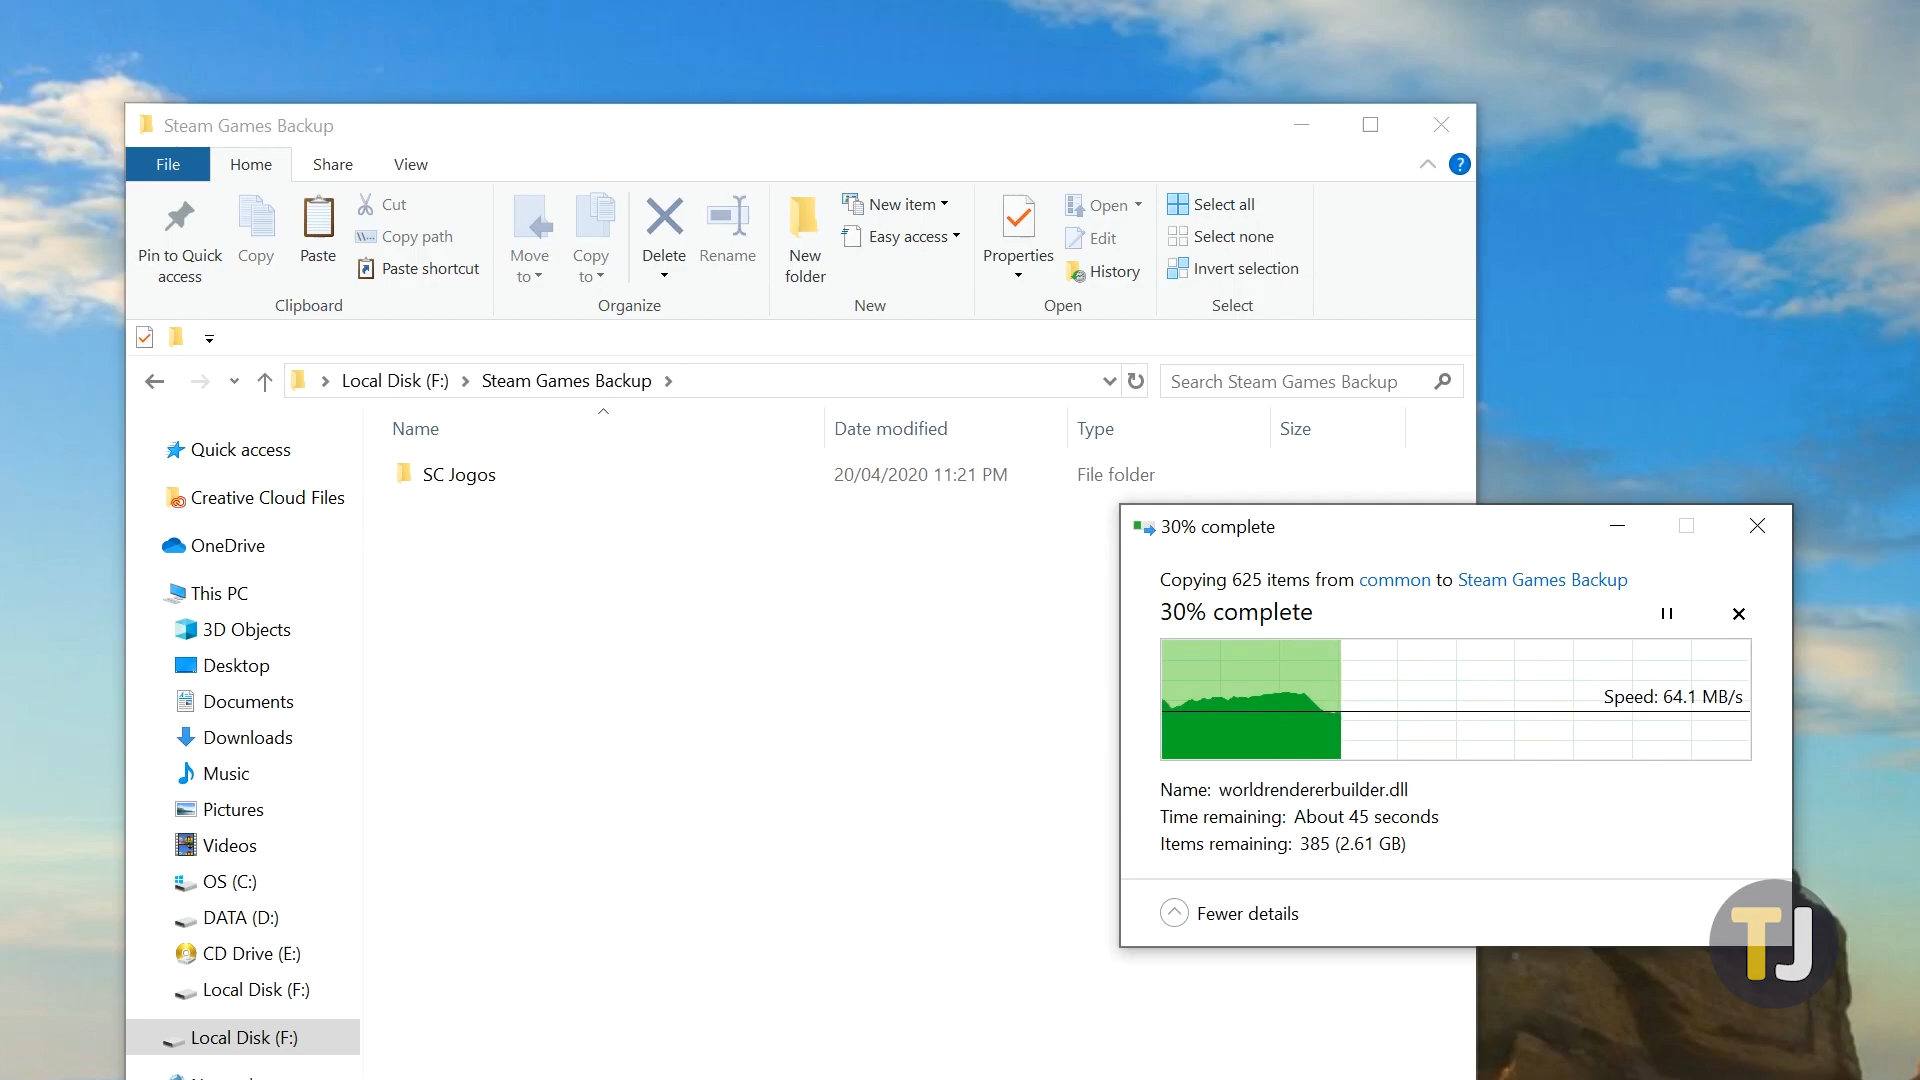 Steam Games Backup
File
Home
Share
View
?
Pin to Quick
access
Copy
Paste
Cut
Copy path
Paste shortcut
Clipboard
Move
to
Copy
to
Delete
Rename
Organize
New
folder
New item
Easy access
New
Properties
Open
Edit
History
Open
Select all
Select none
Invert selection
Select
Local Disk (F:)
Steam Games Backup
Search Steam Games Backup
Name
Date modified
Type
Size
SC Jogos
20/04/2020 11:21 PM
File folder
Quick access
Creative Cloud Files
OneDrive
This PC
3D Objects
Desktop
Documents
Downloads
Music
Pictures
Videos
OS (C:)
DATA (D:)
CD Drive (E:)
Local Disk (F:)
Local Disk (F:)
30% complete
Copying 625 items from common to Steam Games Backup
30% complete
Speed: 64.1 MB/s
Name: worldrendererbuilder.dll
Time remaining: About 45 seconds
Items remaining: 385 (2.61 GB)
Fewer details
TJ